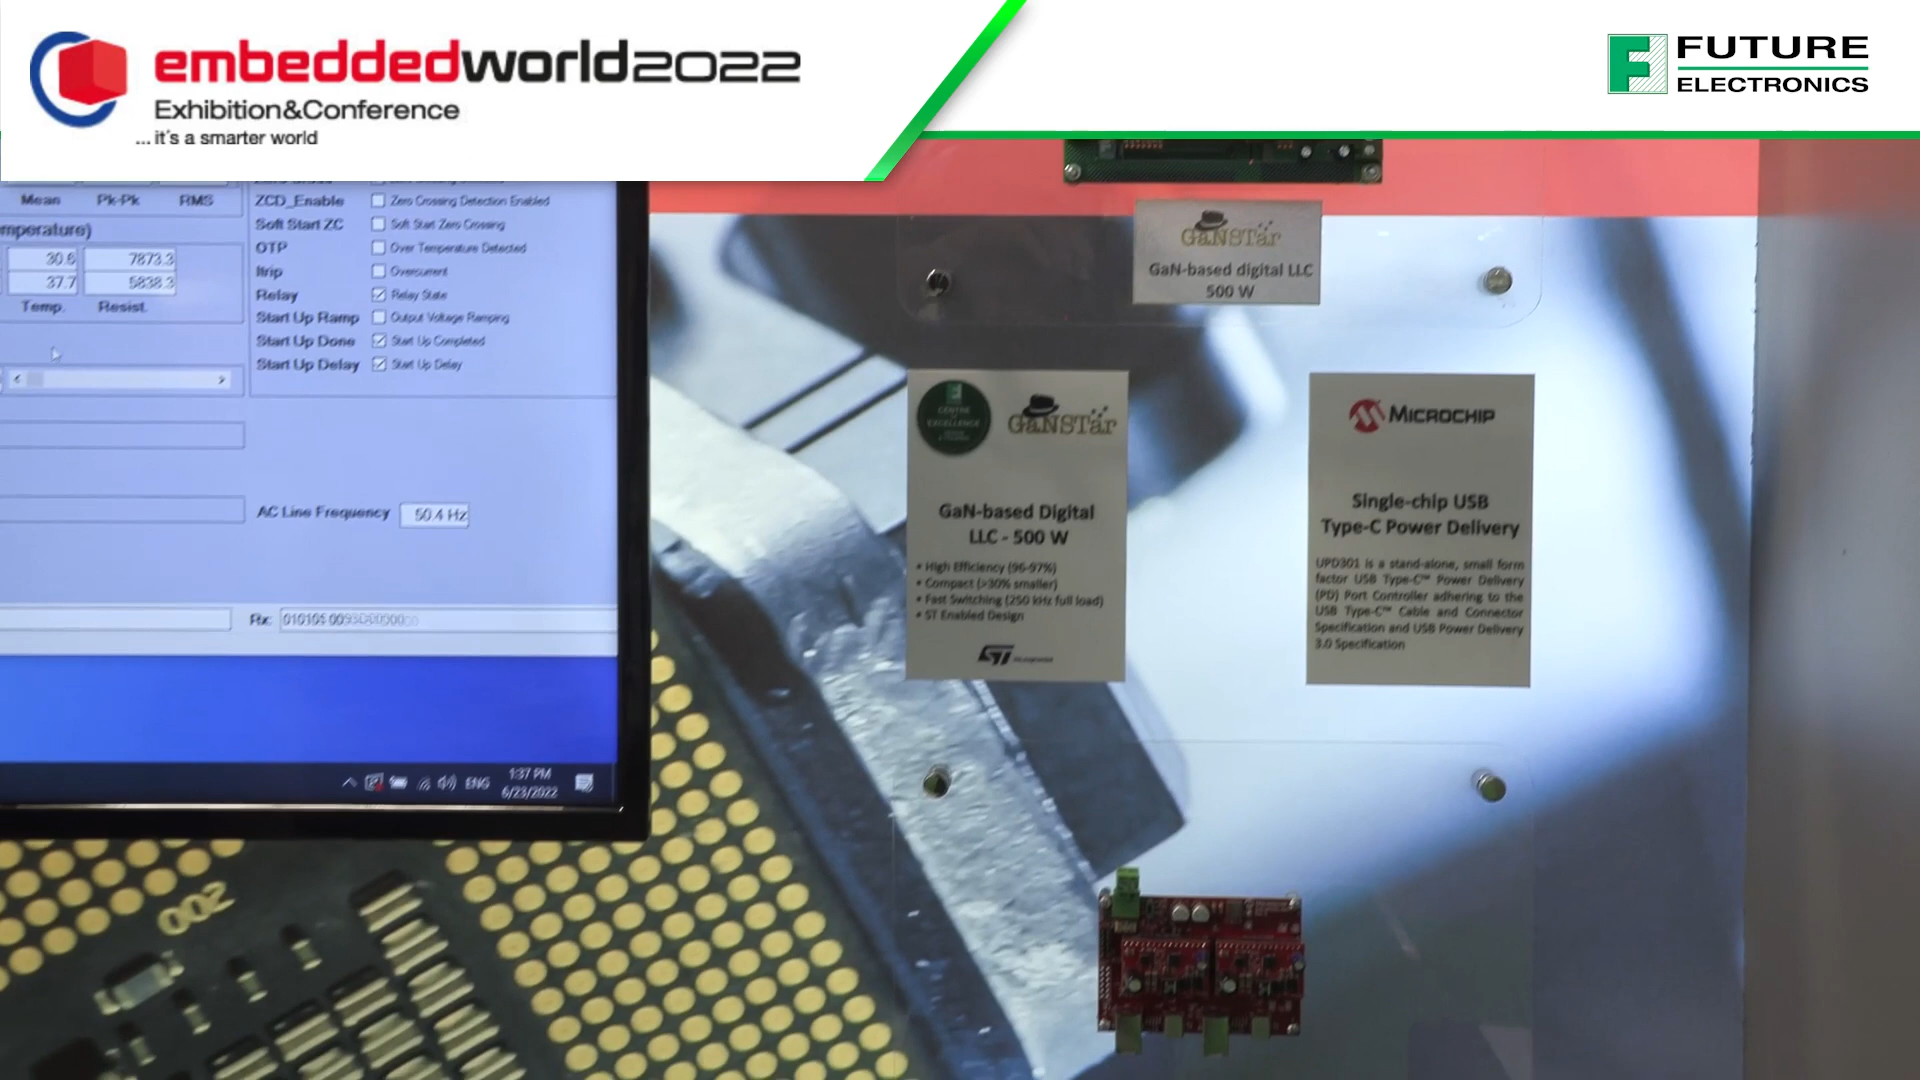 embeddedworld2022
Exhibition&Conference
... it's a smarter world
FUTURE
ELECTRONICS
Mean Pk-Pk RMS
mperature)
30.6 7873.3
37.7 5838.3
Temp. Resist.
ZCD_Enable Zero Crossing Detection Enabled
Soft Start ZC Soft Start Zero Crossing
OTP Over Temperature Detected
Itrip Overcurrent
Relay Relay State
Start Up Ramp Output Voltage Ramping
Start Up Done Start Up Completed
Start Up Delay Start Up Delay
AC Line Frequency 50.4 Hz
Rx:
ENG
1:37 PM
6/23/2022
GaNSTar
GaN-based digital LLC
500 W
CENTRE
OF
EXCELLENCE
GaNSTar
GaN-based Digital
LLC - 500 W
• High Efficiency (96-97%)
• Compact (>30% smaller)
• Fast Switching (250 kHz full load)
• ST Enabled Design
ST
MICROCHIP
Single-chip USB
Type-C Power Delivery
UPD301 is a stand-alone, small form
factor USB Type-C™ Power Delivery
(PD) Port Controller adhering to the
USB Type-C™ Cable and Connector
Specification and USB Power Delivery
3.0 Specification
002